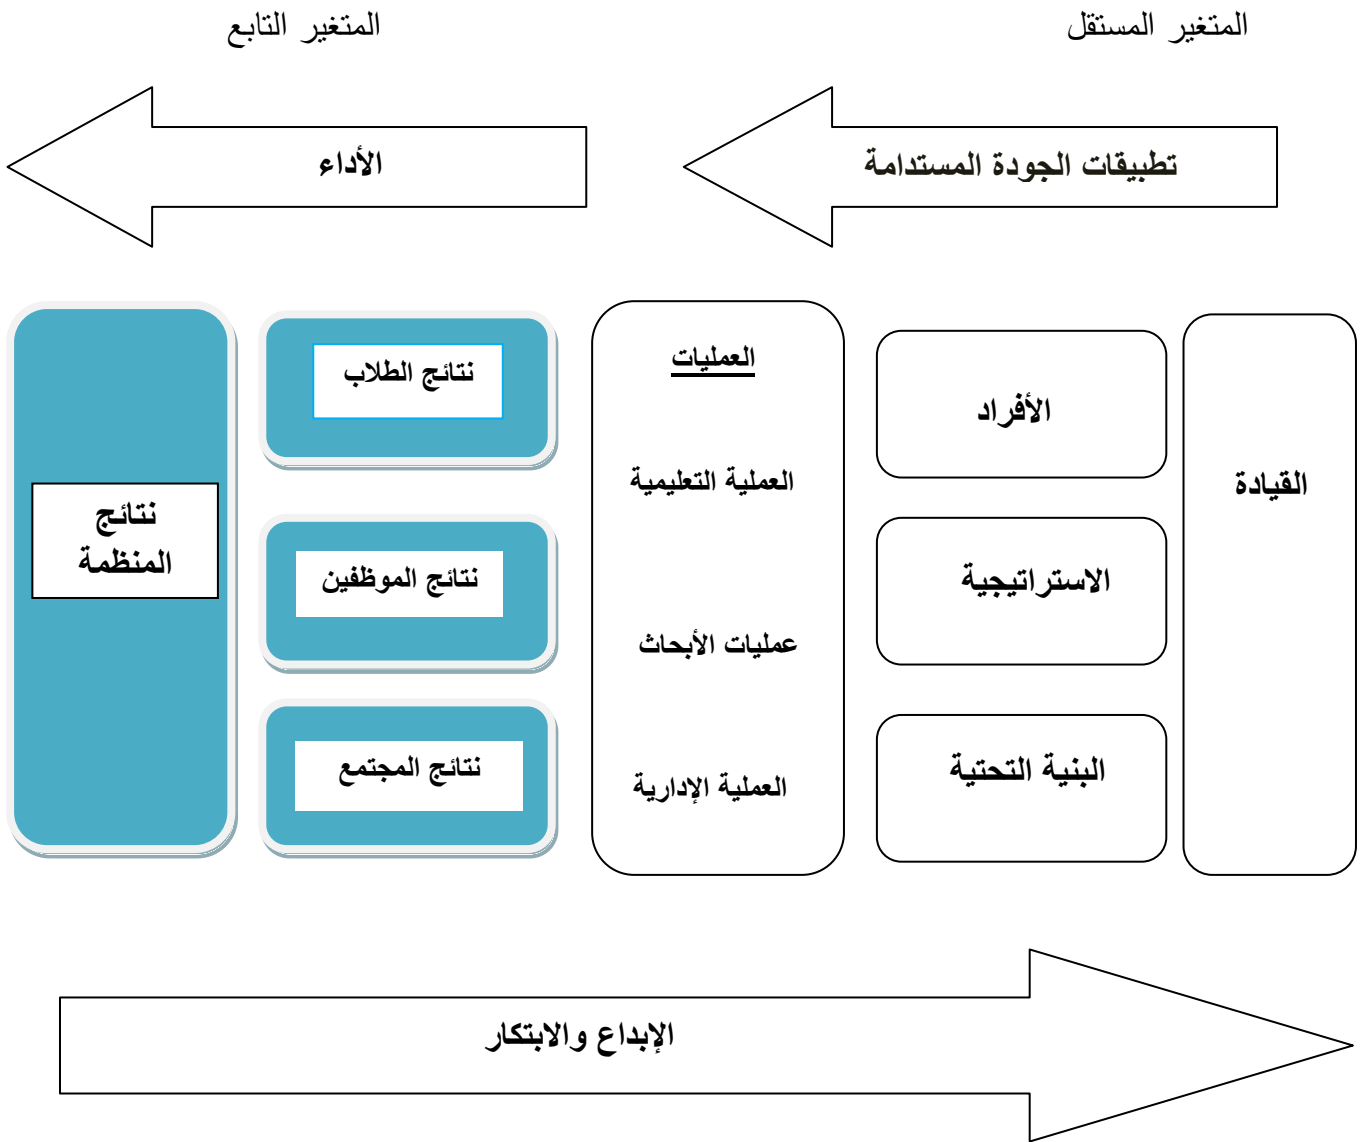 المتغير المستقل
المتغير التابع
تطبيقات الجودة المستدامة
الأداء
القيادة
الأفراد
الاستراتيجية
البنية التحتية
العمليات
العملية التعليمية
عمليات الأبحاث
العملية الإدارية
نتائج الطلاب
نتائج الموظفين
نتائج المجتمع
نتائج
المنظمة
الإبداع والابتكار